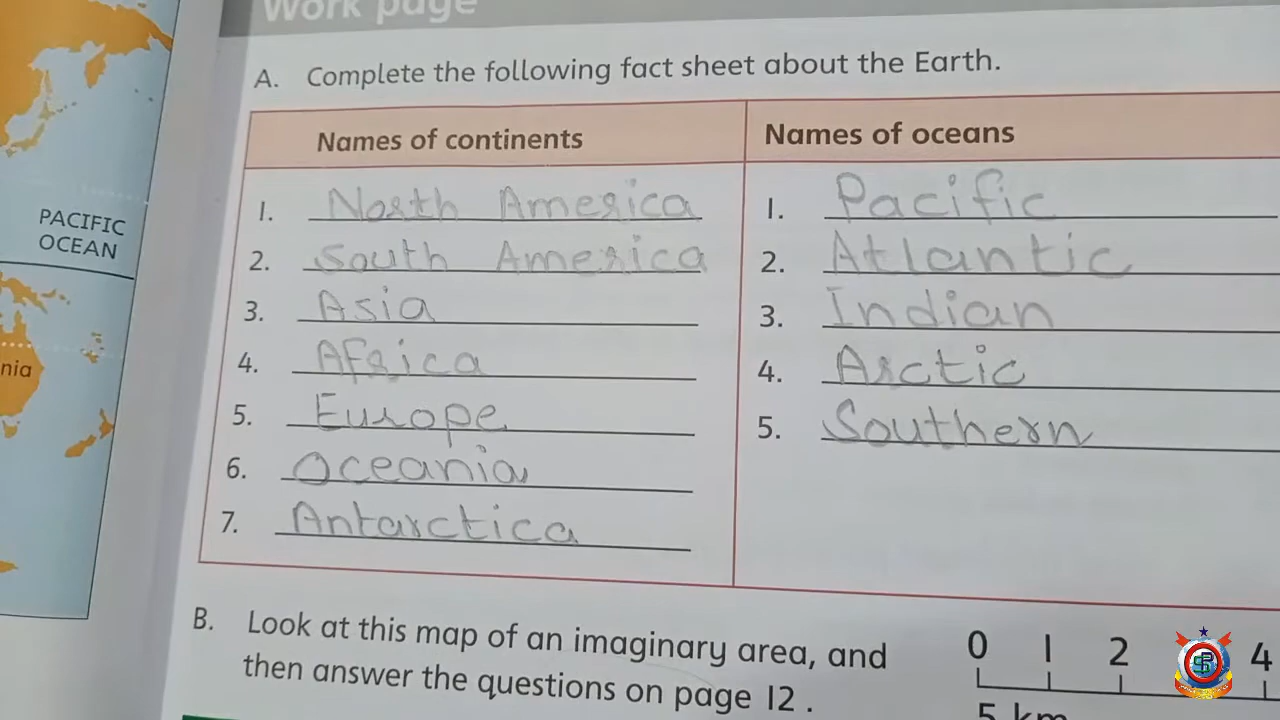 Work page
PACIFIC
OCEAN
nia
A. Complete the following fact sheet about the Earth.
Names of continents
1. North America
2. South America
3. Asia
4. Africa
5. Europe
6. Oceania
7. Antarctica
Names of oceans
1. Pacific
2. Atlantic
3. Indian
4. Arctic
5. Southern
B. Look at this map of an imaginary area, and
then answer the questions on page 12.
0 1 2 4
5 km